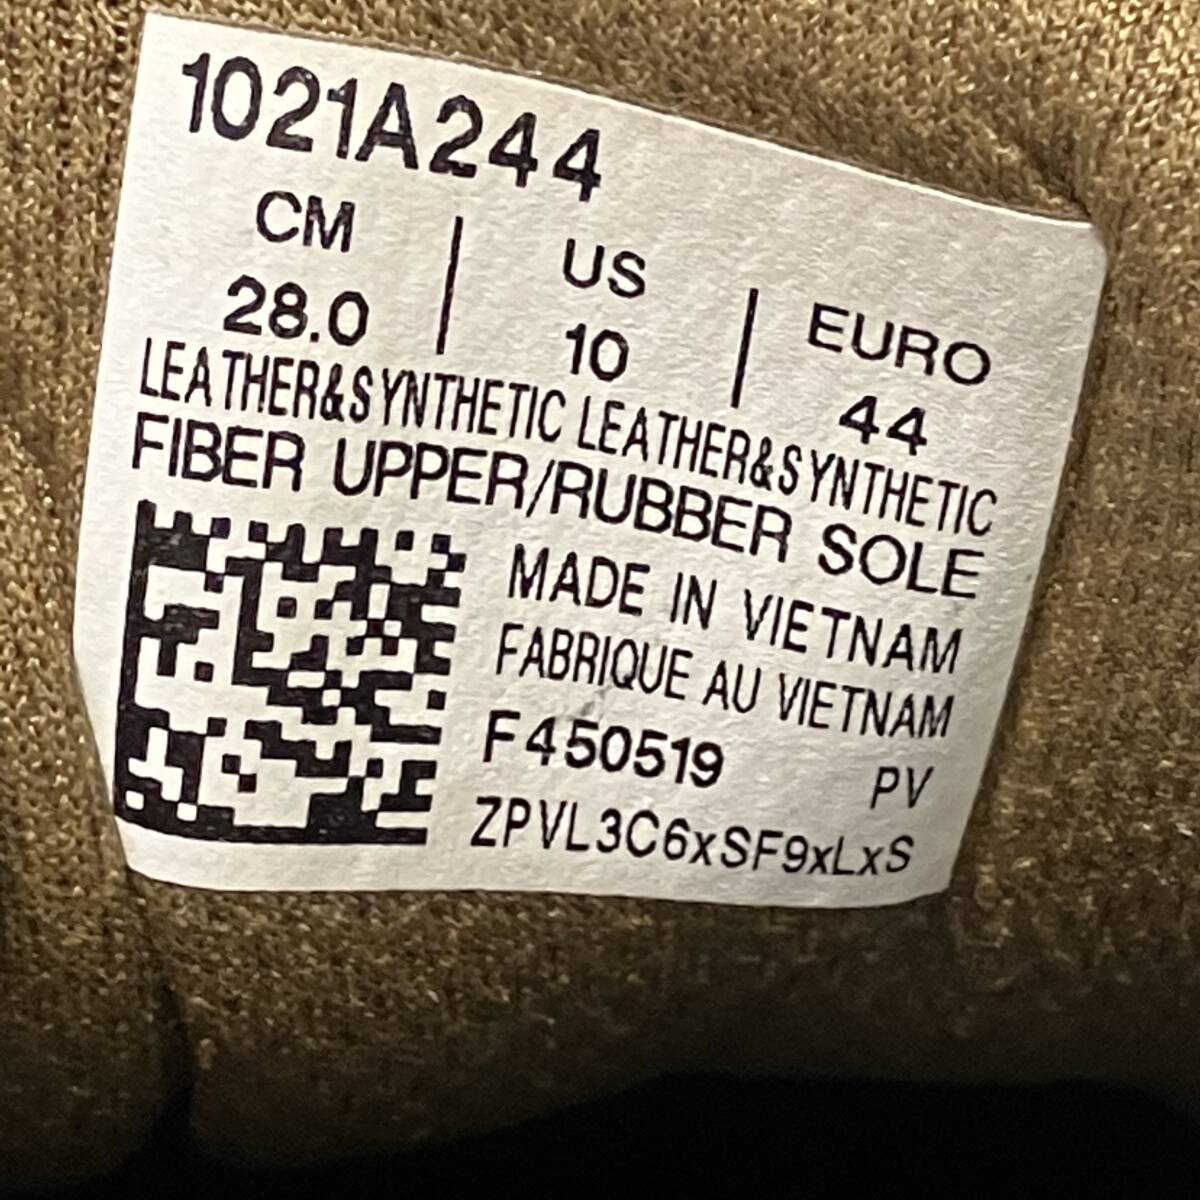 1021A244
CM | US | EURO
28.0 | 10 | 44
LEATHER&SYNTHETIC LEATHER&SYNTHETIC
FIBER UPPER/RUBBER SOLE
MADE IN VIETNAM
FABRIQUE AU VIETNAM
F450519 PV
ZPVL3C6xSF9xLxS